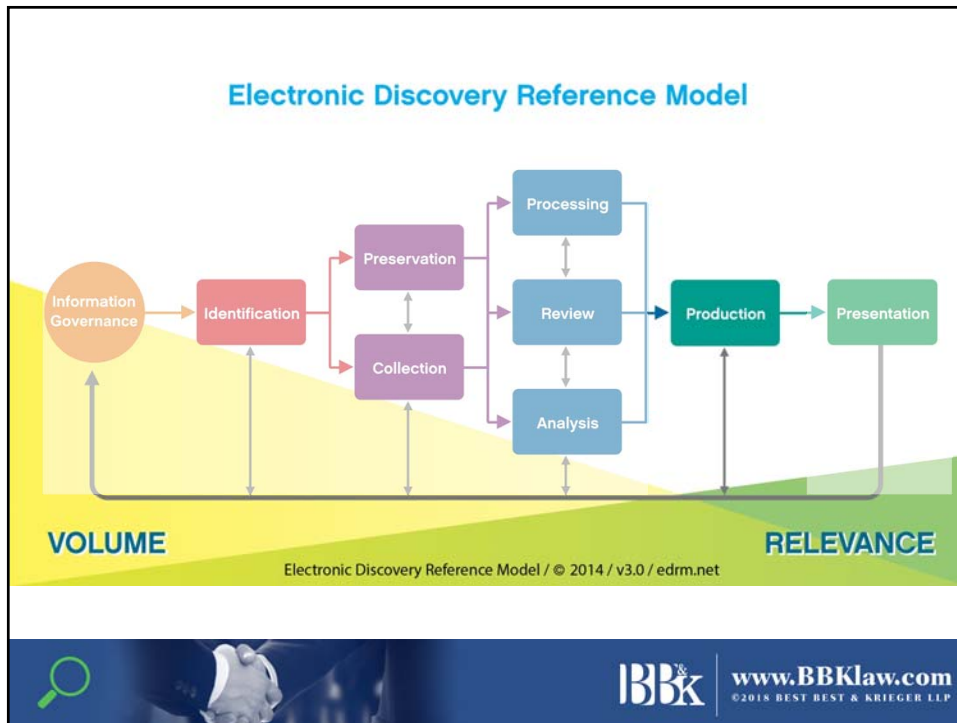 Electronic Discovery Reference Model
Processing
Preservation
Information
Governance
Identification
Review
Production
Presentation
Collection
Analysis
VOLUME
RELEVANCE
Electronic Discovery Reference Model / © 2014 / v3.0 / edrm.net
BB&K
www.BBKlaw.com
©2018 BEST BEST & KRIEGER LLP